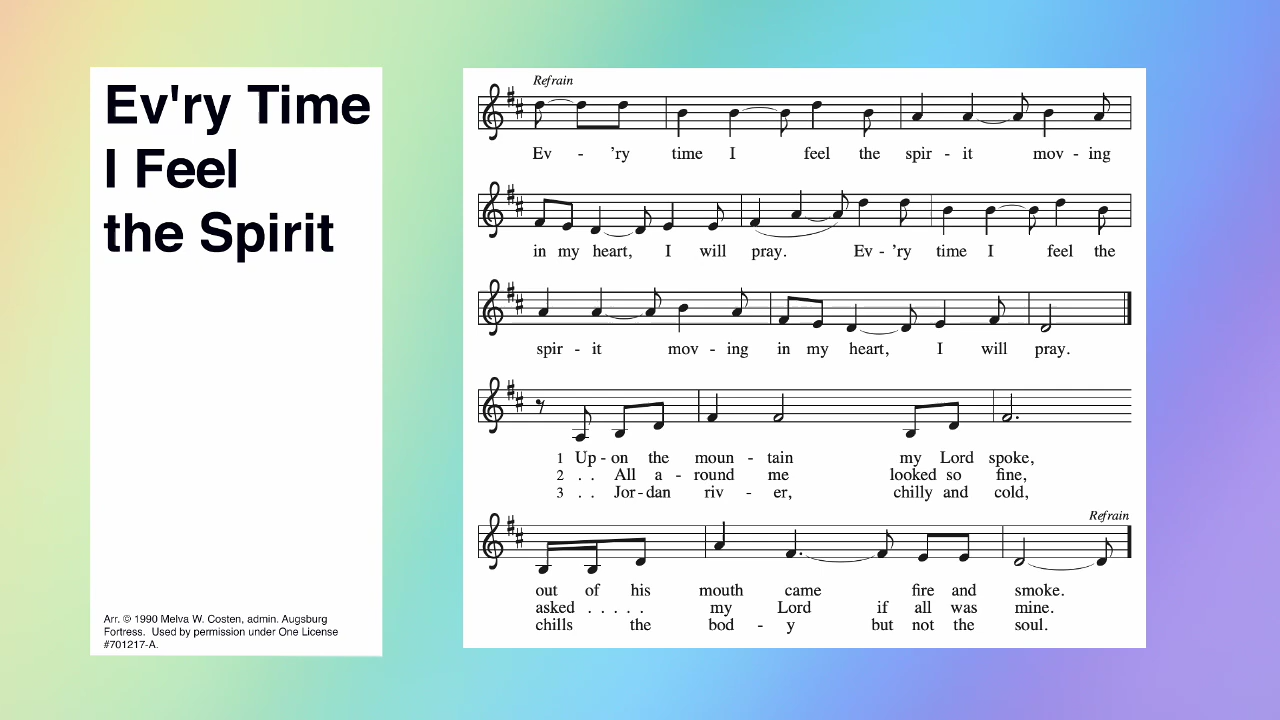 Ev'ry Time
I Feel
the Spirit
Arr. © 1990 Melva W. Costen, admin. Augsburg
Fortress. Used by permission under One License
#701217-A.
Refrain
Ev - 'ry time I feel the spir - it mov - ing
in my heart, I will pray. Ev - 'ry time I feel the
spir - it mov - ing in my heart, I will pray.
1 Up - on the moun - tain my Lord spoke,
2 . . All a - round me looked so fine,
3 . . Jor - dan riv - er, chilly and cold,
Refrain
out of his mouth came fire and smoke.
asked . . . . . my Lord if all was mine.
chills the bod - y but not the soul.